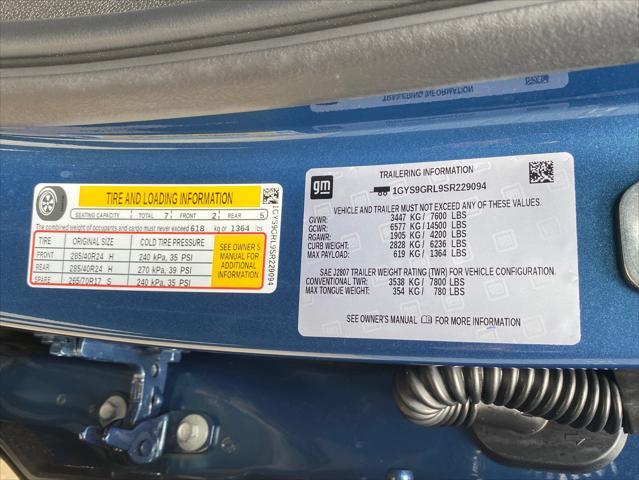 TRAILERING INFORMATION
gm
1GYS9GRL9SR229094
VEHICLE AND TRAILER MUST NOT EXCEED ANY OF THESE VALUES.
GVWR: 3447 KG / 7600 LBS
GCWR: 6577 KG / 14500 LBS
RGAWR: 1905 KG / 4200 LBS
CURB WEIGHT: 2828 KG / 6236 LBS
MAX PAYLOAD: 619 KG / 1364 LBS
SAE J2807 TRAILER WEIGHT RATING (TWR) FOR VEHICLE CONFIGURATION.
CONVENTIONAL TWR: 3538 KG / 7800 LBS
MAX TONGUE WEIGHT: 354 KG / 780 LBS
SEE OWNER'S MANUAL FOR MORE INFORMATION
TIRE AND LOADING INFORMATION
SEATING CAPACITY TOTAL 7 FRONT 2 REAR 5
The combined weight of occupants and cargo must never exceed 618 kg or 1364 lbs
TIRE ORIGINAL SIZE COLD TIRE PRESSURE
FRONT 285/40R24 H 240 kPa, 35 PSI
REAR 285/40R24 H 270 kPa, 39 PSI
SPARE 265/70R17 S 240 kPa, 35 PSI
SEE OWNER'S
MANUAL FOR
ADDITIONAL
INFORMATION
1GYS9GRL9SR229094